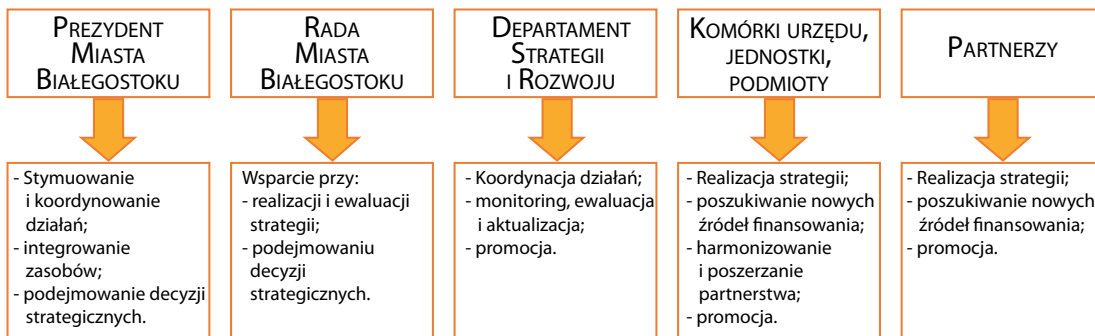 PREZYDENT
MIASTA
BIAŁEGOSTOKU
- Stymuowanie
i koordynowanie
działań;
- integrowanie
zasobów;
- podejmowanie decyzji
strategicznych.
RADA
MIASTA
BIAŁEGOSTOKU
Wsparcie przy:
- realizacji i ewaluacji
strategii;
- podejmowaniu
decyzji
strategicznych.
DEPARTAMENT
STRATEGII
I ROZWOJU
- Koordynacja działań;
- monitoring, ewaluacja
i aktualizacja;
- promocja.
KOMÓRKI URZĘDU,
JEDNOSTKI,
PODMIOTY
- Realizacja strategii;
- poszukiwanie nowych
źródeł finansowania;
- harmonizowanie
i poszerzanie
partnerstwa;
- promocja.
PARTNERZY
- Realizacja strategii;
- poszukiwanie nowych
źródeł finansowania;
- promocja.